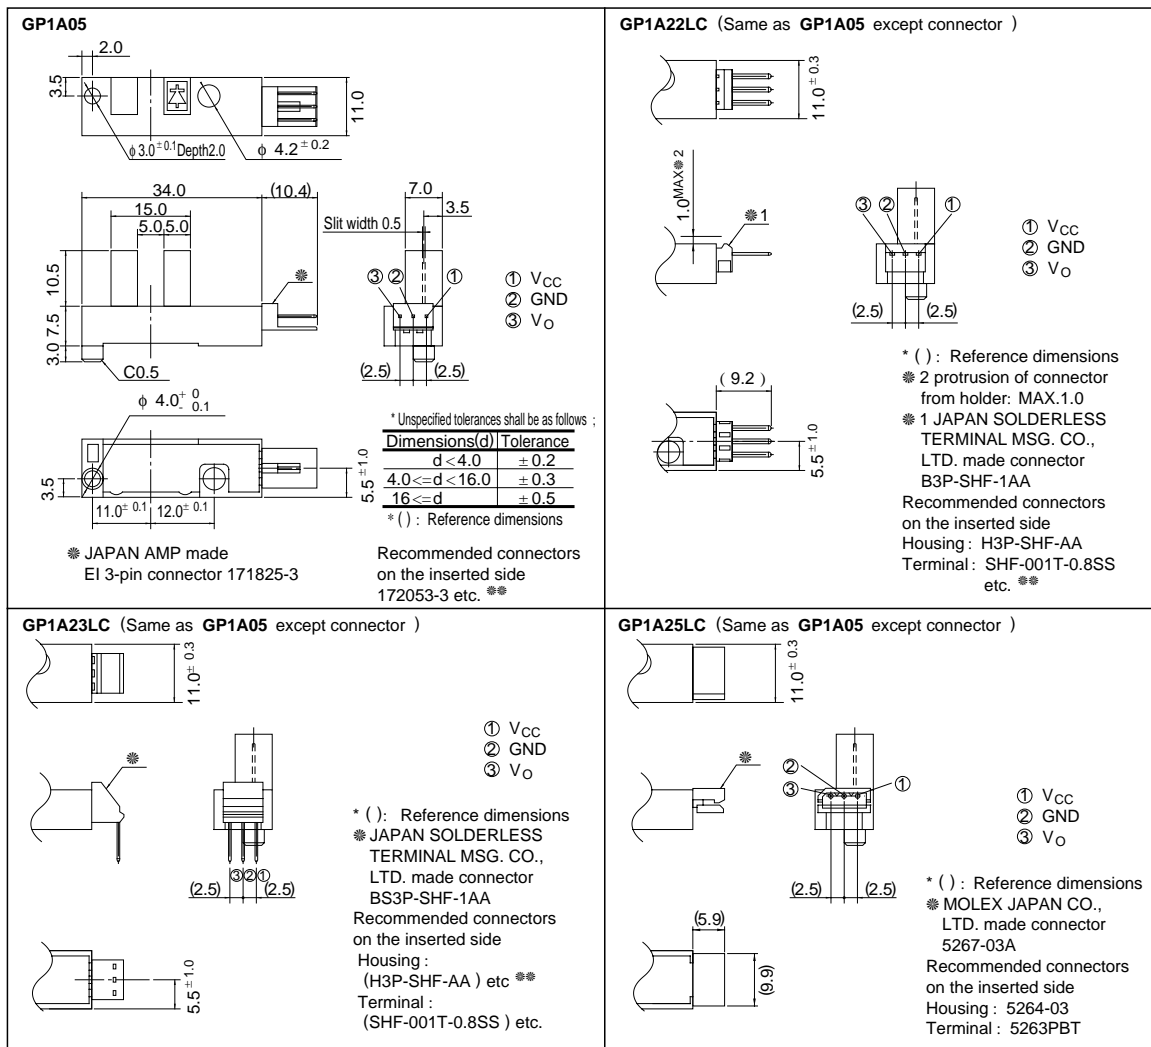 GP1A05
2.0
3.5
11.0
φ 3.0 ±0.1 Depth2.0
φ 4.2 ±0.2
34.0
(10.4)
15.0
5.0 5.0
10.5
7.5
3.0
C0.5
7.0
3.5
Slit width 0.5
③ ② ①
(2.5) (2.5)
① VCC
② GND
③ VO
φ 4.0 + 0 - 0.1
3.5
11.0 ± 0.1
12.0 ± 0.1
5.5 ± 1.0
* Unspecified tolerances shall be as follows ;
Dimensions(d) Tolerance
d < 4.0 ± 0.2
4.0<=d < 16.0 ± 0.3
16 <= d ± 0.5
* ( ) : Reference dimensions
※ JAPAN AMP made
EI 3-pin connector 171825-3
Recommended connectors
on the inserted side
172053-3 etc. ※※
GP1A22LC (Same as GP1A05 except connector )
11.0 ± 0.3
1.0 MAX※ 2
※ 1
③ ② ①
(2.5) (2.5)
① VCC
② GND
③ VO
( 9.2 )
5.5 ± 1.0
* ( ) : Reference dimensions
※ 2 protrusion of connector
from holder: MAX.1.0
※ 1 JAPAN SOLDERLESS
TERMINAL MSG. CO.,
LTD. made connector
B3P-SHF-1AA
Recommended connectors
on the inserted side
Housing : H3P-SHF-AA
Terminal : SHF-001T-0.8SS
etc. ※※
GP1A23LC (Same as GP1A05 except connector )
11.0 ± 0.3
※
③ ② ①
(2.5) (2.5)
5.5 ± 1.0
① VCC
② GND
③ VO
* ( ): Reference dimensions
※ JAPAN SOLDERLESS
TERMINAL MSG. CO.,
LTD. made connector
BS3P-SHF-1AA
Recommended connectors
on the inserted side
Housing :
(H3P-SHF-AA ) etc ※※
Terminal :
(SHF-001T-0.8SS ) etc.
GP1A25LC (Same as GP1A05 except connector )
11.0 ± 0.3
※
②
③ ①
(2.5) (2.5)
(5.9)
(9.9)
① VCC
② GND
③ VO
* ( ) : Reference dimensions
※ MOLEX JAPAN CO.,
LTD. made connector
5267-03A
Recommended connectors
on the inserted side
Housing : 5264-03
Terminal : 5263PBT